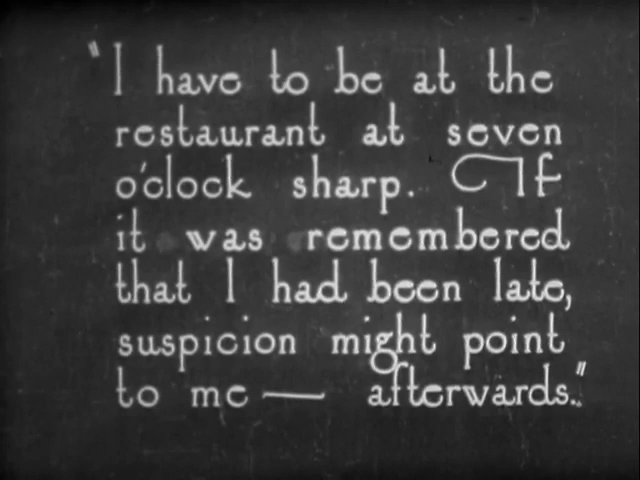 "I have to be at the
restaurant at seven
o'clock sharp. If
it was remembered
that I had been late,
suspicion might point
to me — afterwards."